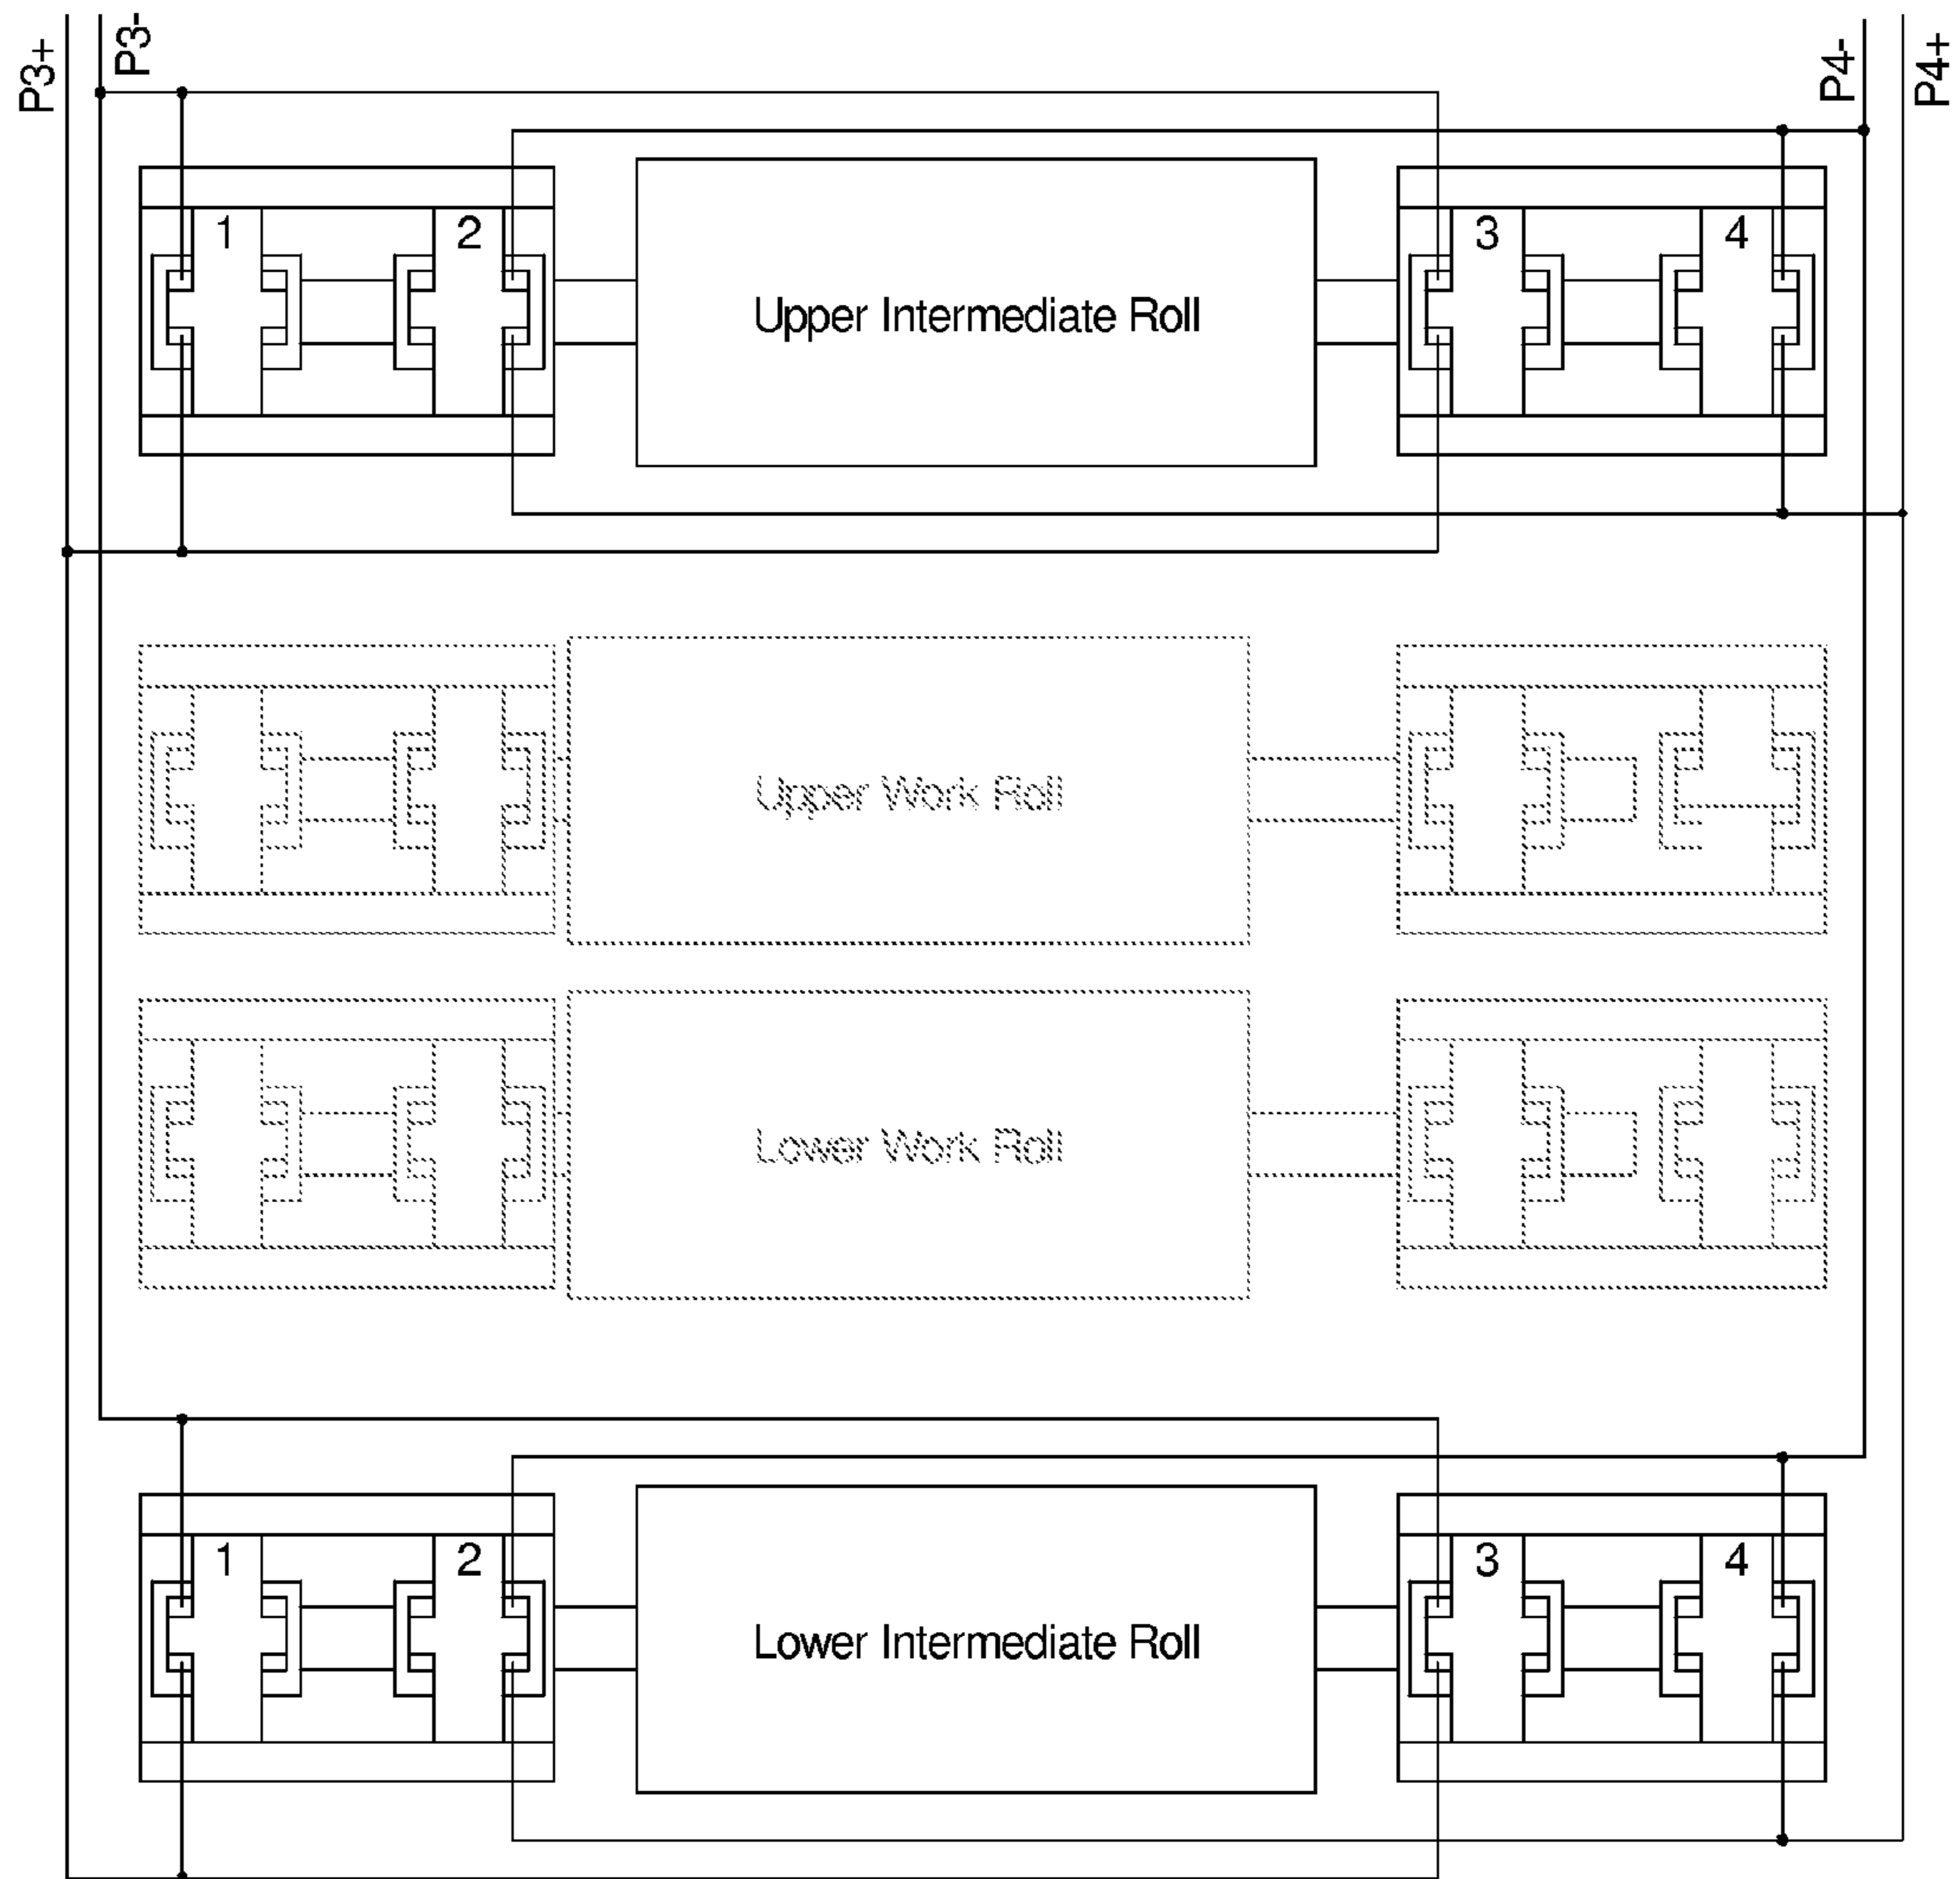 P3+
P3-
P4-
P4+
1
2
3
4
Upper Intermediate Roll
Upper Work Roll
Lower Work Roll
1
2
3
4
Lower Intermediate Roll